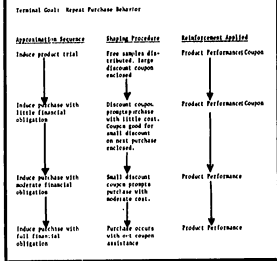 Terminal Goal: Repeat Purchase Behavior
Approximation Sequence
Shaping Procedure
Reinforcement Applied
Induce product trial
Free samples dis-
tributed, large
discount coupon
enclosed
Product Performance; Coupon
Induce purchase with
little financial
obligation
Discount coupon
prompts purchase
with little cost.
Coupon good for
small discount
on next purchase
enclosed.
Product Performance; Coupon
Induce purchase with
moderate financial
obligation
Small discount
coupon prompts
purchase with
moderate cost.
Product Performance
Induce purchase with
full financial
obligation
Purchase occurs
with out coupon
assistance
Product Performance